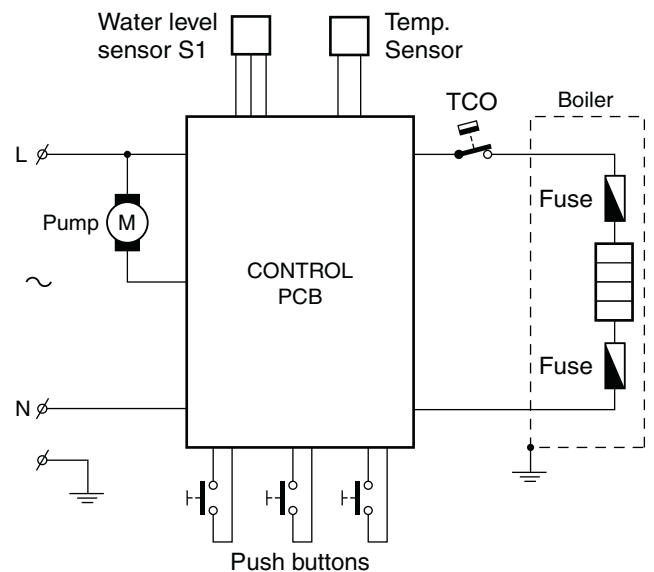 Water level
sensor S1
Temp.
Sensor
TCO
Boiler
L
Fuse
Pump
M
CONTROL
PCB
Fuse
N
Push buttons